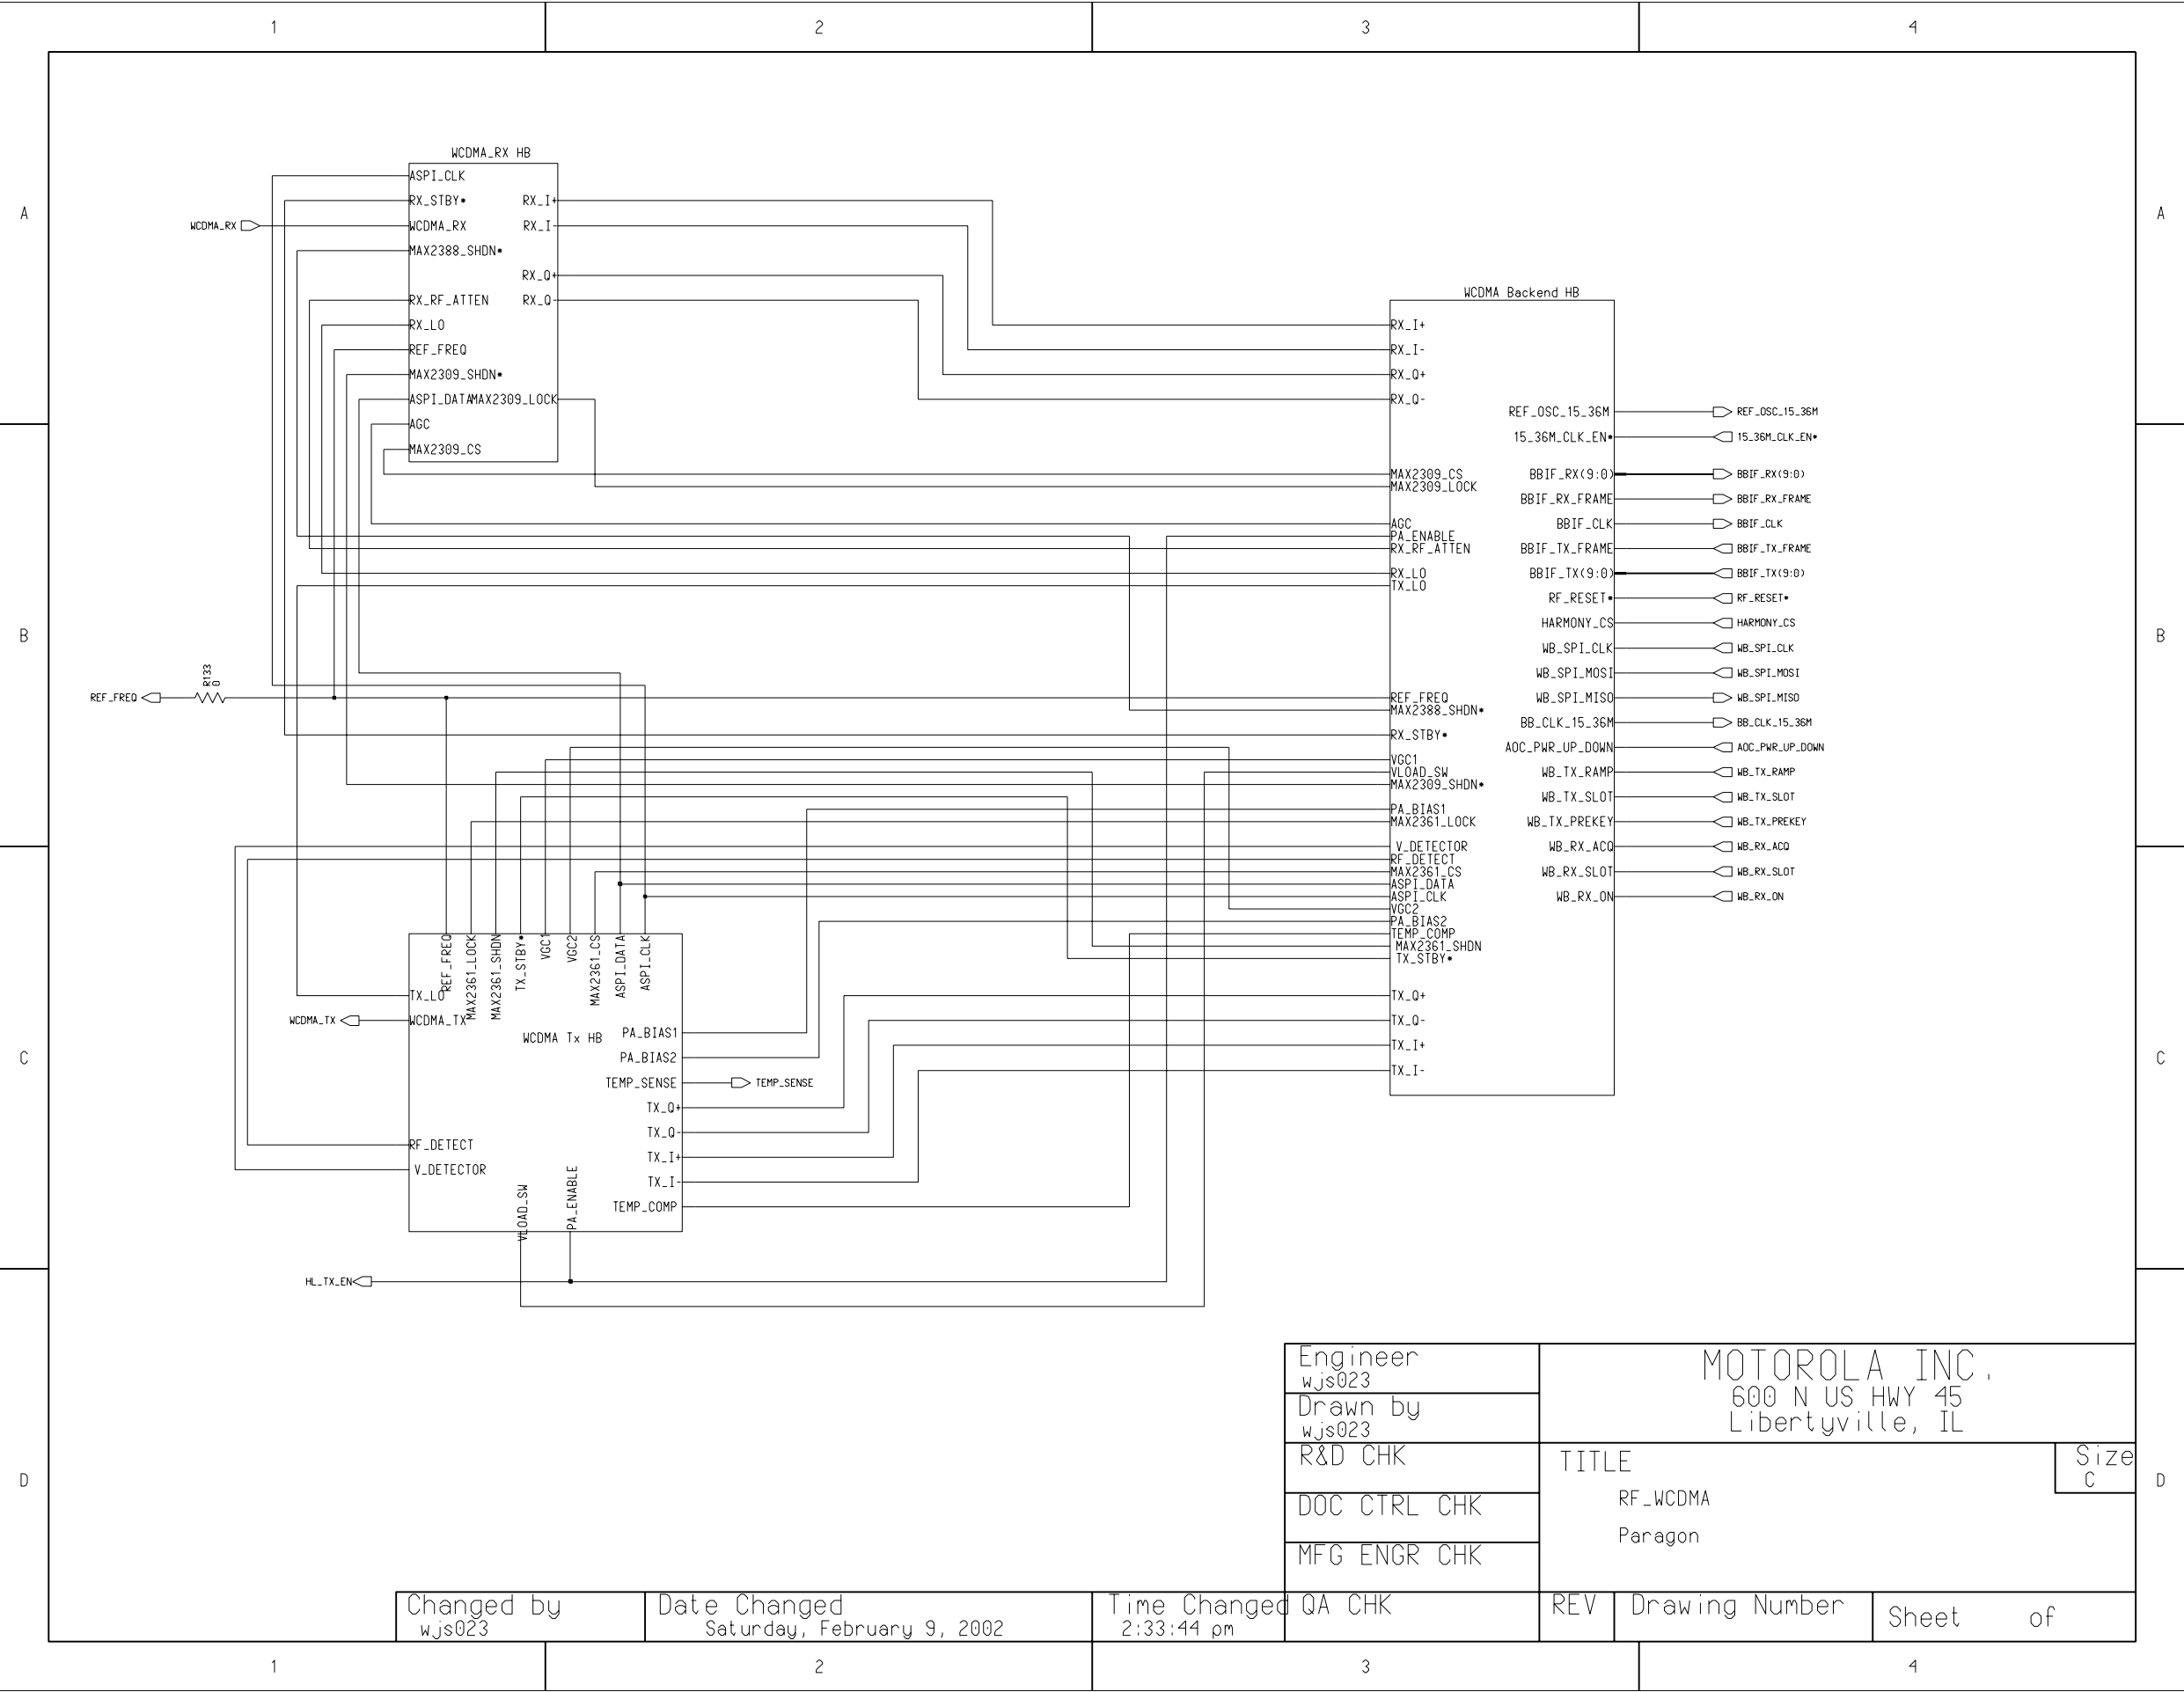 1 2 3 4
A A
B B
C C
D D
WCDMA_RX HB
ASPI_CLK
RX_STBY* RX_I+
WCDMA_RX
WCDMA_RX RX_I-
MAX2388_SHDN*
RX_Q+
RX_RF_ATTEN RX_Q-
RX_LO
REF_FREQ
MAX2309_SHDN*
ASPI_DATA MAX2309_LOCK
AGC
MAX2309_CS
WCDMA Backend HB
RX_I+
RX_I-
RX_Q+
RX_Q-
MAX2309_CS
MAX2309_LOCK
AGC
PA_ENABLE
RX_RF_ATTEN
RX_LO
TX_LO
REF_FREQ
MAX2388_SHDN*
RX_STBY*
VGC1
VLOAD_SW
MAX2309_SHDN*
PA_BIAS1
MAX2361_LOCK
V_DETECTOR
RF_DETECT
MAX2361_CS
ASPI_DATA
ASPI_CLK
VGC2
PA_BIAS2
TEMP_COMP
MAX2361_SHDN
TX_STBY*
TX_Q+
TX_Q-
TX_I+
TX_I-
REF_OSC_15_36M REF_OSC_15_36M
15_36M_CLK_EN* 15_36M_CLK_EN*
BBIF_RX(9:0) BBIF_RX(9:0)
BBIF_RX_FRAME BBIF_RX_FRAME
BBIF_CLK BBIF_CLK
BBIF_TX_FRAME BBIF_TX_FRAME
BBIF_TX(9:0) BBIF_TX(9:0)
RF_RESET* RF_RESET*
HARMONY_CS HARMONY_CS
WB_SPI_CLK WB_SPI_CLK
WB_SPI_MOSI WB_SPI_MOSI
WB_SPI_MISO WB_SPI_MISO
BB_CLK_15_36M BB_CLK_15_36M
AOC_PWR_UP_DOWN AOC_PWR_UP_DOWN
WB_TX_RAMP WB_TX_RAMP
WB_TX_SLOT WB_TX_SLOT
WB_TX_PREKEY WB_TX_PREKEY
WB_RX_ACQ WB_RX_ACQ
WB_RX_SLOT WB_RX_SLOT
WB_RX_ON WB_RX_ON
R133
0
REF_FREQ
REF_FREQ
MAX2361_LOCK
MAX2361_SHDN
TX_STBY*
VGC1
VGC2
MAX2361_CS
ASPI_DATA
ASPI_CLK
TX_LO
WCDMA_TX
WCDMA_TX
WCDMA Tx HB
PA_BIAS1
PA_BIAS2
TEMP_SENSE TEMP_SENSE
TX_Q+
TX_Q-
TX_I+
TX_I-
TEMP_COMP
RF_DETECT
V_DETECTOR
VLOAD_SW
PA_ENABLE
HL_TX_EN
Engineer
wjs023
Drawn by
wjs023
R&D CHK
DOC CTRL CHK
MFG ENGR CHK
QA CHK
MOTOROLA INC.
600 N US HWY 45
Libertyville, IL
TITLE
RF_WCDMA
Paragon
Size
C
Changed by
wjs023
Date Changed
Saturday, February 9, 2002
Time Changed
2:33:44 pm
REV
Drawing Number
Sheet of
1 2 3 4